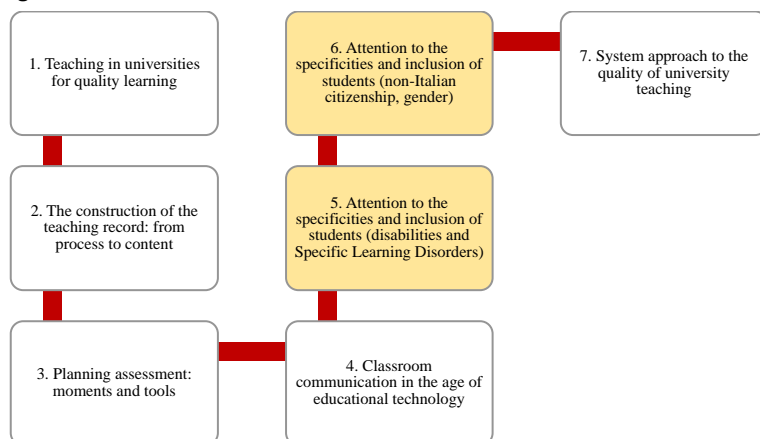 g
1. Teaching in universities
for quality learning
2. The construction of the
teaching record: from
process to content
3. Planning assessment:
moments and tools
4. Classroom
communication in the age of
educational technology
5. Attention to the
specificities and inclusion of
students (disabilities and
Specific Learning Disorders)
6. Attention to the
specificities and inclusion of
students (non-Italian
citizenship, gender)
7. System approach to the
quality of university
teaching